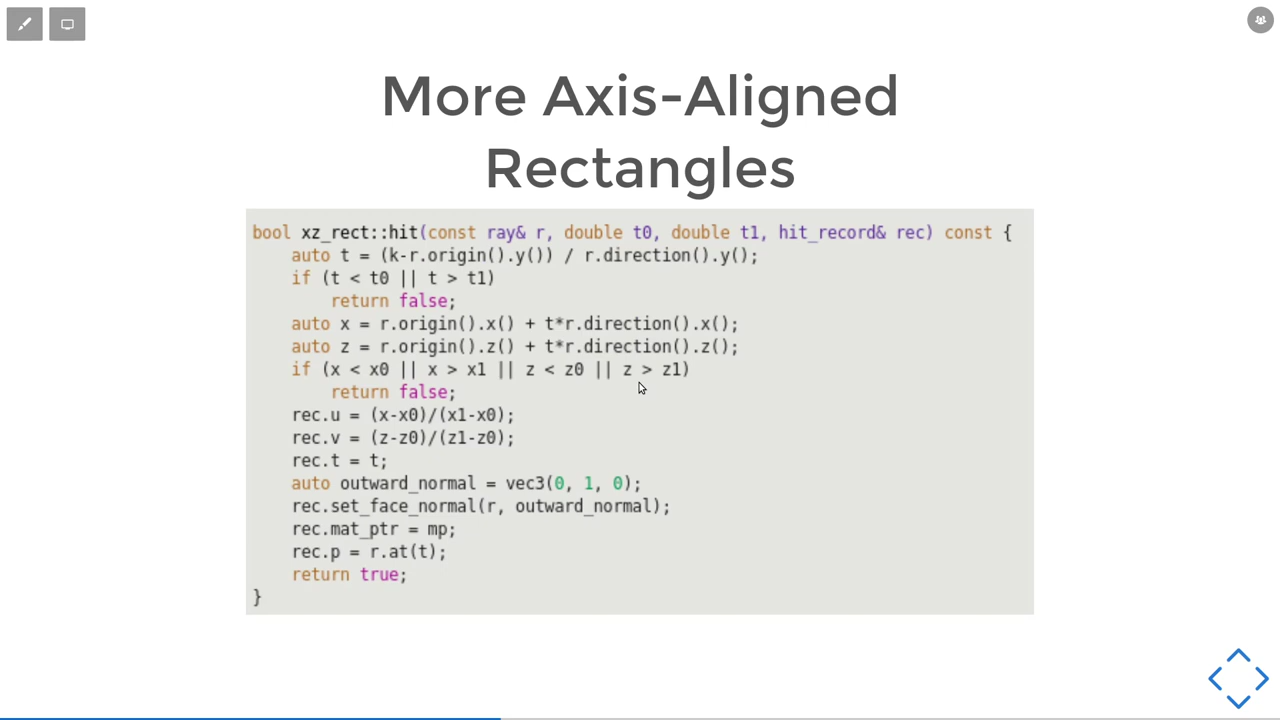 More Axis-Aligned
Rectangles
bool xz_rect::hit(const ray& r, double t0, double t1, hit_record& rec) const {
    auto t = (k-r.origin().y()) / r.direction().y();
    if (t < t0 || t > t1)
        return false;
    auto x = r.origin().x() + t*r.direction().x();
    auto z = r.origin().z() + t*r.direction().z();
    if (x < x0 || x > x1 || z < z0 || z > z1)
        return false;
    rec.u = (x-x0)/(x1-x0);
    rec.v = (z-z0)/(z1-z0);
    rec.t = t;
    auto outward_normal = vec3(0, 1, 0);
    rec.set_face_normal(r, outward_normal);
    rec.mat_ptr = mp;
    rec.p = r.at(t);
    return true;
}